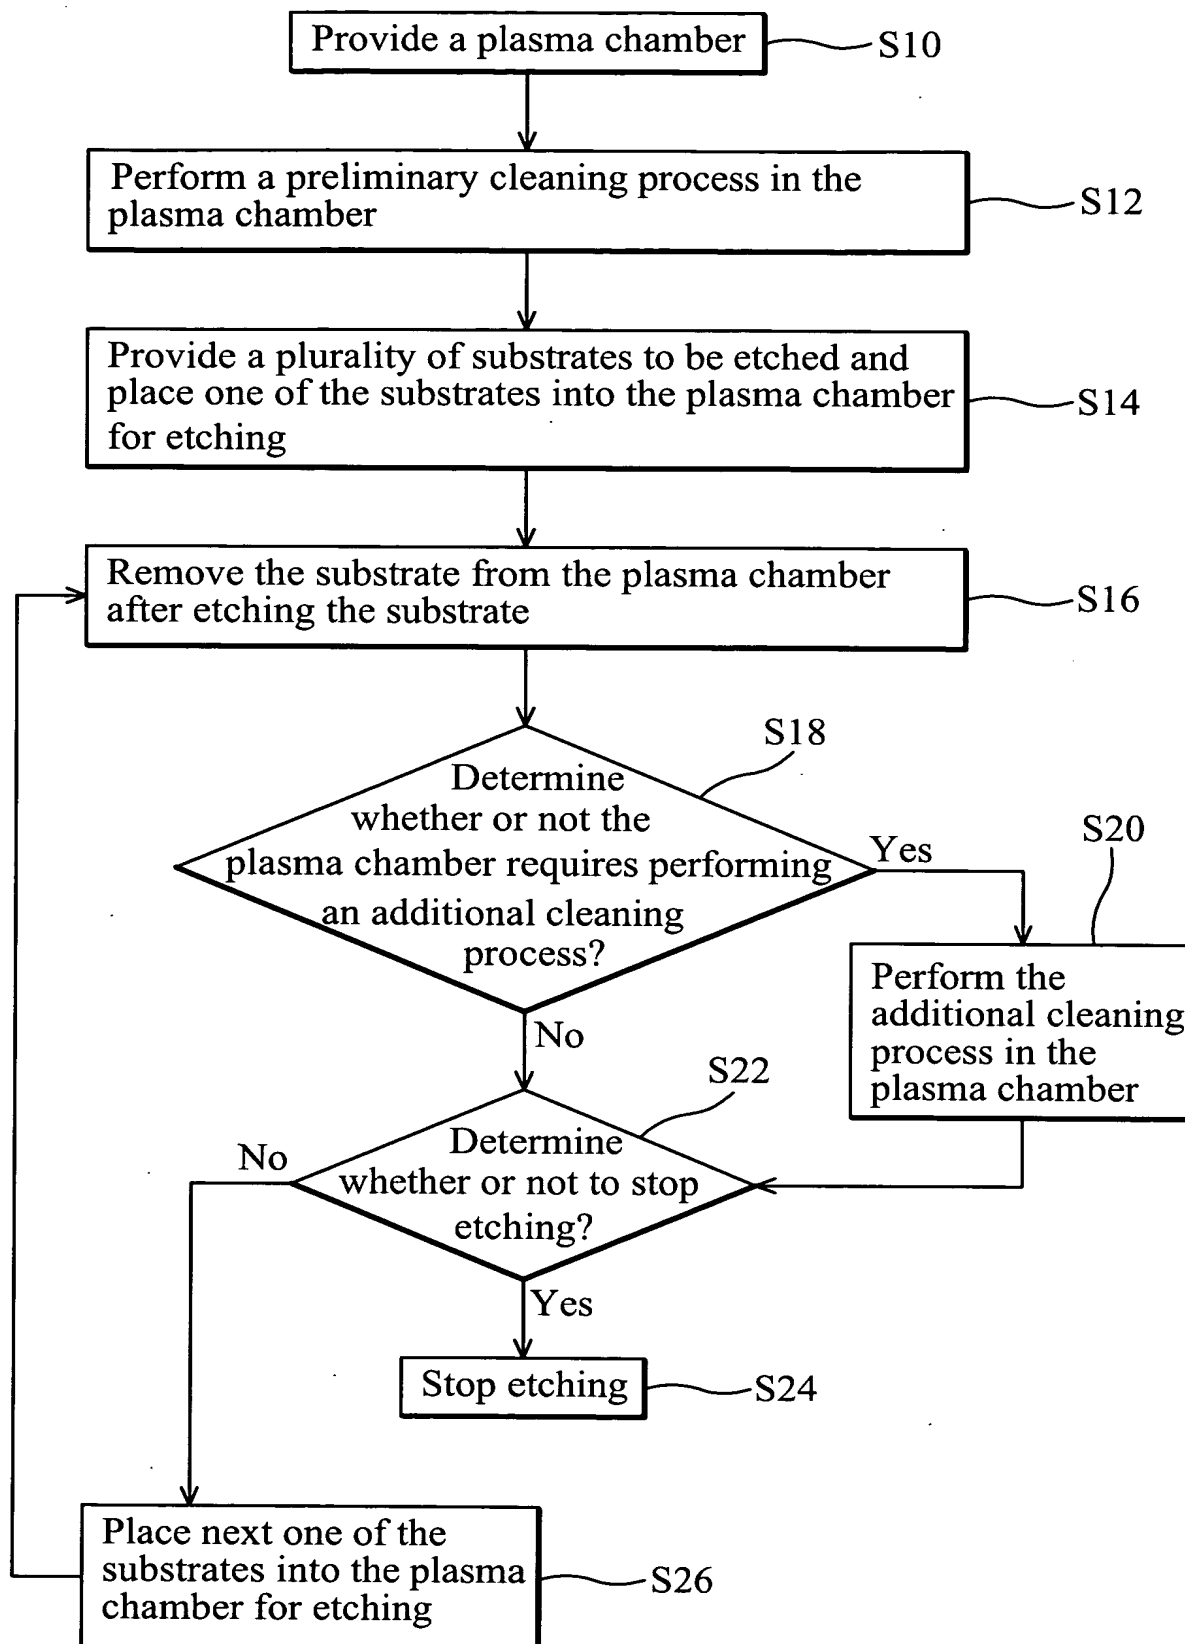 Provide a plasma chamber
S10
Perform a preliminary cleaning process in the
plasma chamber
S12
Provide a plurality of substrates to be etched and
place one of the substrates into the plasma chamber
for etching
S14
Remove the substrate from the plasma chamber
after etching the substrate
S16
S18
Determine
whether or not the
plasma chamber requires performing
an additional cleaning
process?
Yes
S20
Perform the
additional cleaning
process in the
plasma chamber
No
S22
Determine
whether or not to stop
etching?
No
Yes
Stop etching
S24
Place next one of the
substrates into the plasma
chamber for etching
S26